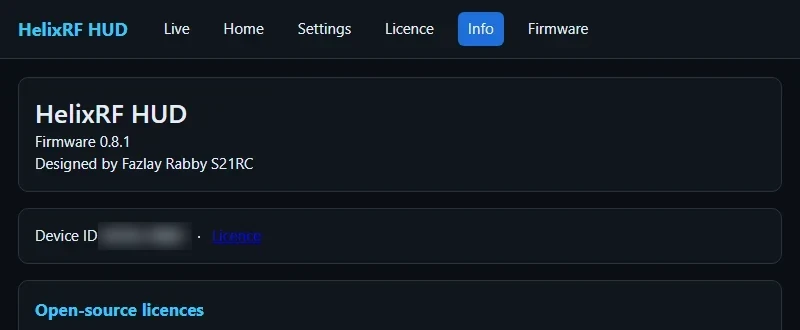 HelixRF HUD Live Home Settings Licence Info Firmware
HelixRF HUD
Firmware 0.8.1
Designed by Fazlay Rabby S21RC
Device ID · Licence
Open-source licences